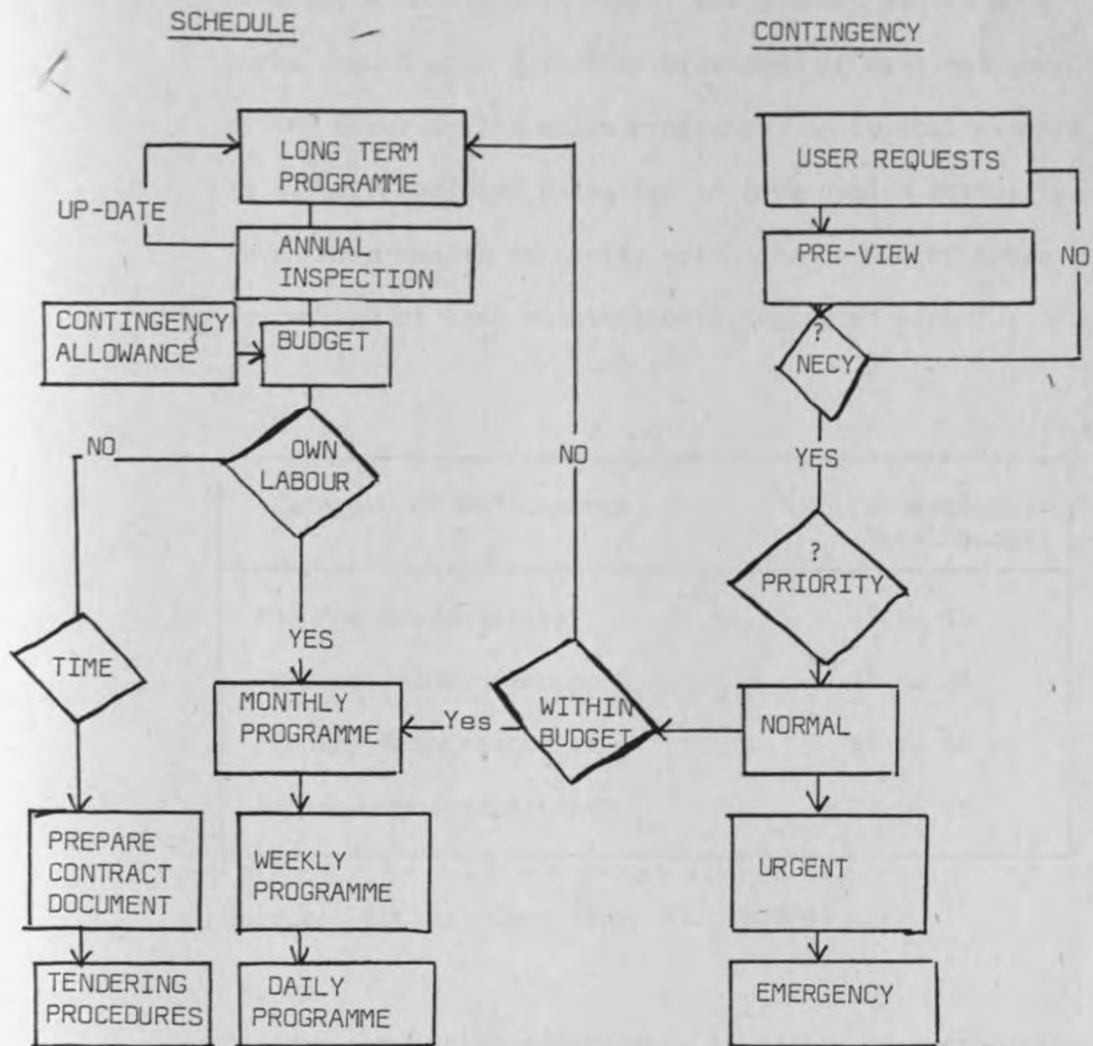 SCHEDULE
CONTINGENCY
LONG TERM
PROGRAMME
USER REQUESTS
UP-DATE
ANNUAL
INSPECTION
PRE-VIEW
NO
CONTINGENCY
ALLOWANCE
BUDGET
?
NECY
NO
OWN
LABOUR
NO
YES
?
PRIORITY
YES
TIME
MONTHLY
PROGRAMME
Yes
WITHIN
BUDGET
NORMAL
PREPARE
CONTRACT
DOCUMENT
WEEKLY
PROGRAMME
URGENT
TENDERING
PROCEDURES
DAILY
PROGRAMME
EMERGENCY